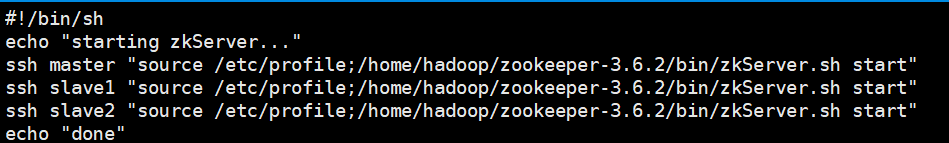 #!/bin/sh
echo "starting zkServer..."
ssh master "source /etc/profile;/home/hadoop/zookeeper-3.6.2/bin/zkServer.sh start"
ssh slave1 "source /etc/profile;/home/hadoop/zookeeper-3.6.2/bin/zkServer.sh start"
ssh slave2 "source /etc/profile;/home/hadoop/zookeeper-3.6.2/bin/zkServer.sh start"
echo "done"